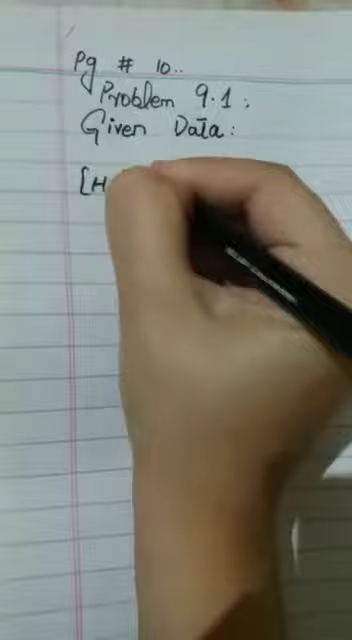 Pg # 10..
Problem 9.1:
Given Data:
[H